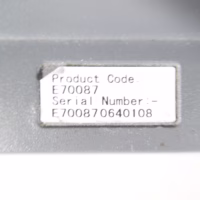 Product Code
E70087
Serial Number:-
E700870640108